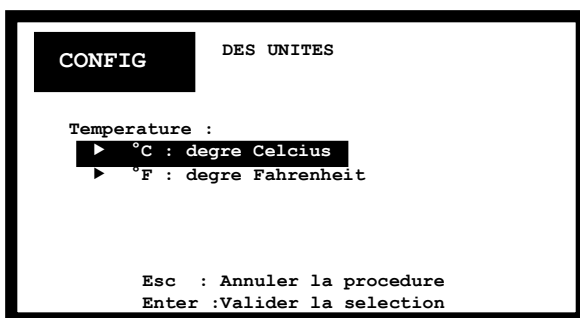 CONFIG DES UNITES
Temperature :
► °C : degre Celcius
► °F : degre Fahrenheit
Esc : Annuler la procedure
Enter :Valider la selection